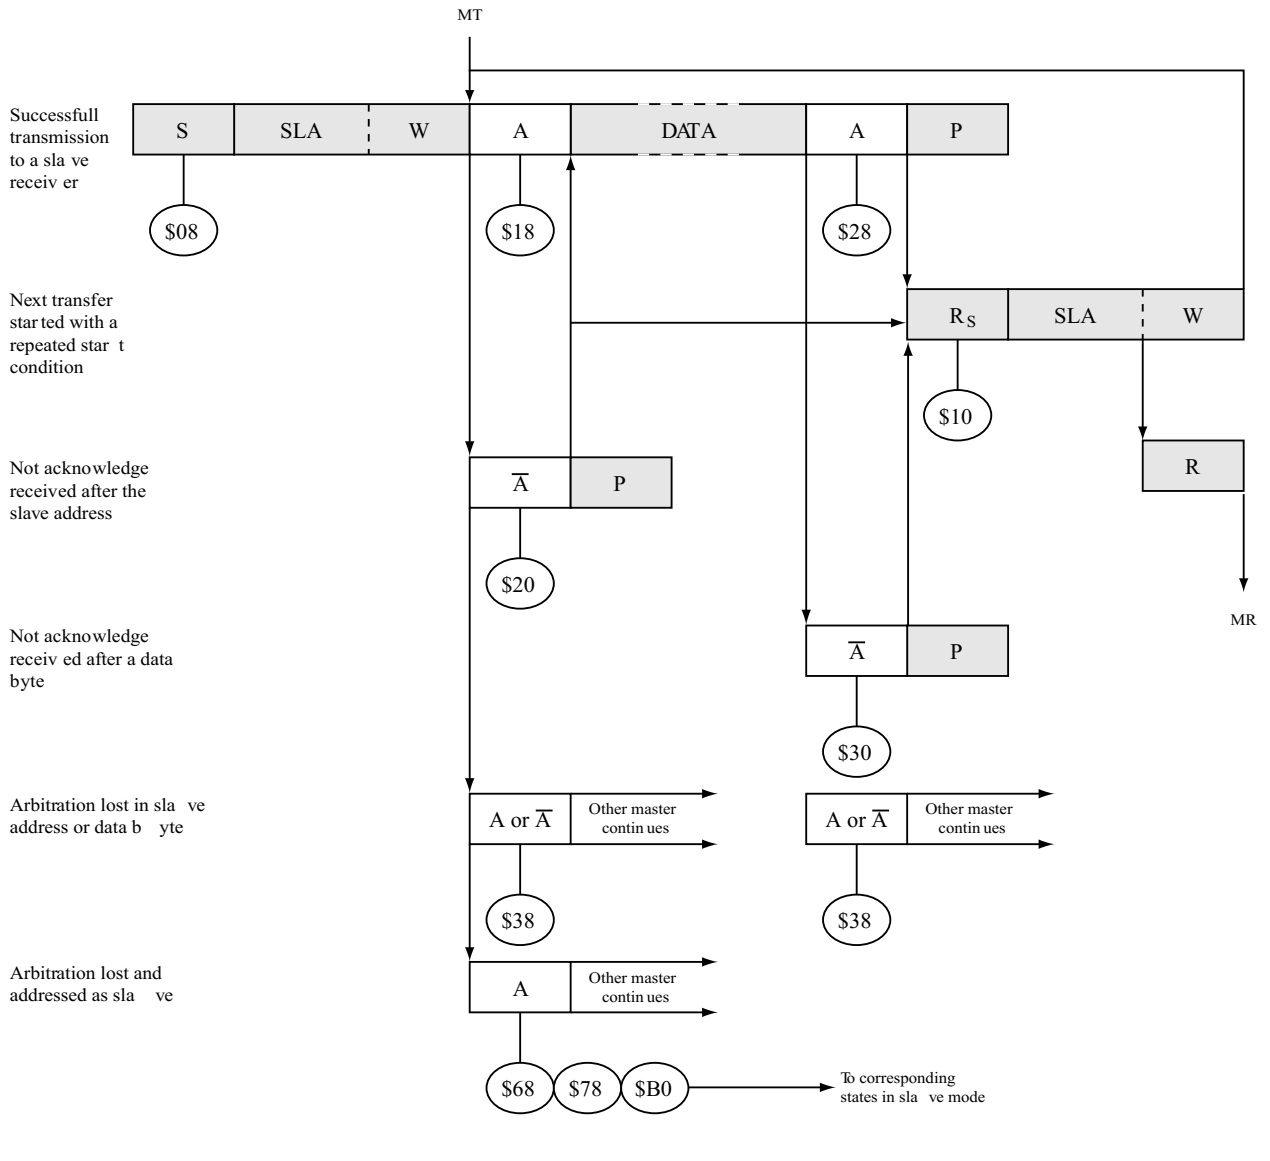 MT
Successfull
transmission
to a sla ve
receiv er
S SLA W A DATA A P
$08 $18 $28
Next transfer
star ted with a
repeated star t
condition
RS SLA W
$10
Not acknowledge
received after the
slave address
A̅ P
R
$20
MR
Not acknowledge
receiv ed after a data
byte
A̅ P
$30
Arbitration lost in sla ve
address or data b yte
A or A̅ Other master
contin ues
A or A̅ Other master
contin ues
$38 $38
Arbitration lost and
addressed as sla ve
A Other master
contin ues
$68 $78 $B0
To corresponding
states in sla ve mode